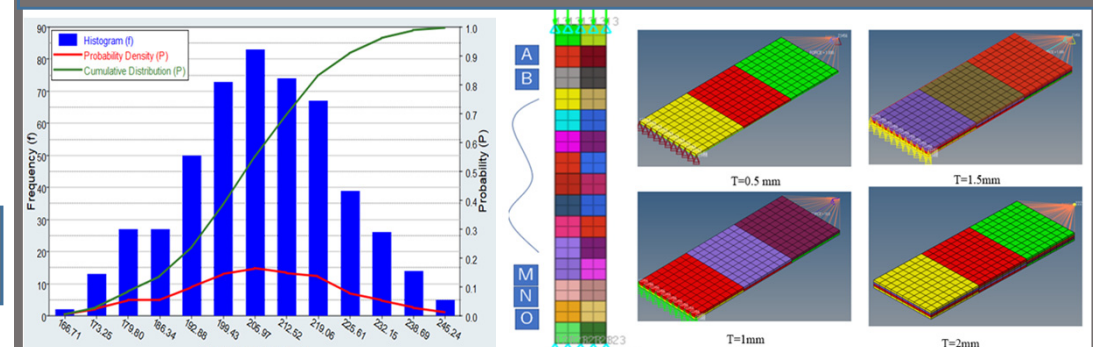 Histogram (f)
Probability Density (P)
Cumulative Distribution (P)
Frequency (f)
90
80
70
60
50
40
30
20
10
0
1.0
0.9
0.8
0.7
0.6
0.5
0.4
0.3
0.2
0.1
0.0
Probability (P)
166.71
173.25
179.80
186.34
192.88
199.43
205.97
212.52
219.06
225.61
232.15
238.69
245.24
A
B
M
N
O
T=0.5 mm
T=1.5mm
T=1mm
T=2mm